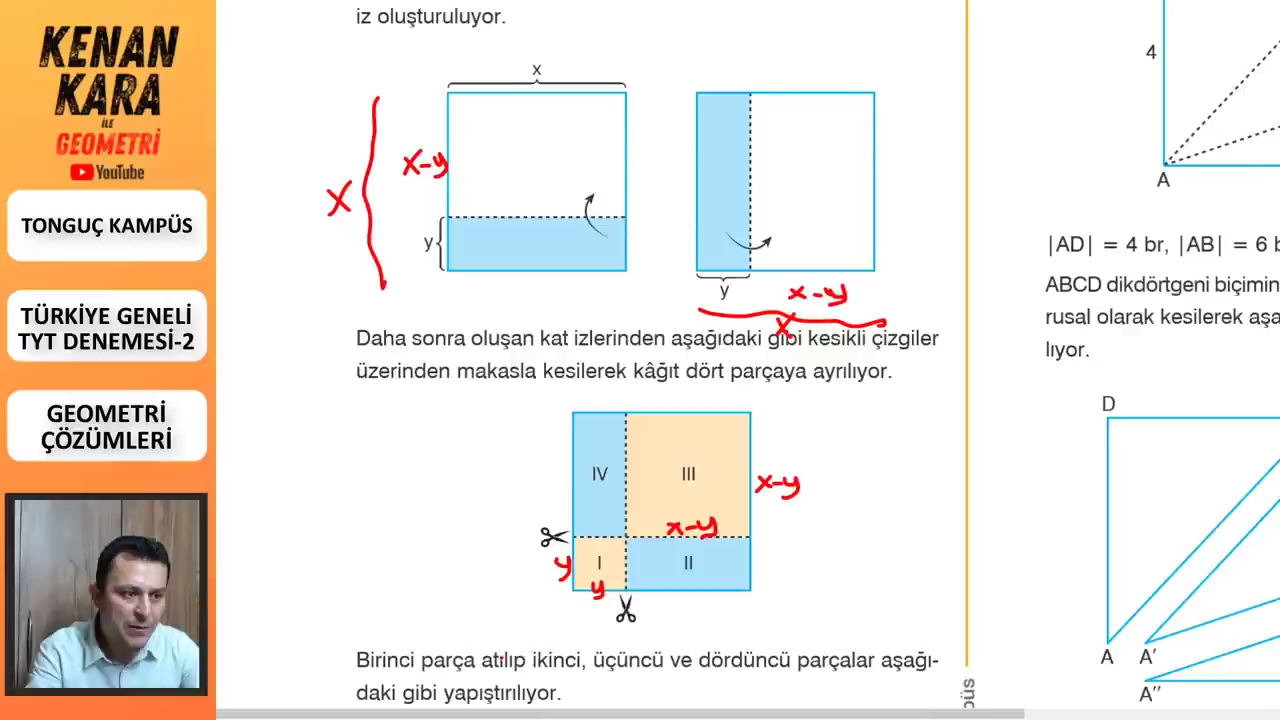 KENAN
KARA
İLE
GEOMETRİ
YouTube
TONGUÇ KAMPÜS
TÜRKİYE GENELİ
TYT DENEMESİ-2
GEOMETRİ
ÇÖZÜMLERİ
iz oluşturuluyor.
x
x-y
x
y
y
x-y
x
Daha sonra oluşan kat izlerinden aşağıdaki gibi kesikli çizgiler
üzerinden makasla kesilerek kâğıt dört parçaya ayrılıyor.
IV
III
x-y
x-y
y
I
II
y
Birinci parça atılıp ikinci, üçüncü ve dördüncü parçalar aşağı-
daki gibi yapıştırılıyor.
4
A
|AD| = 4 br, |AB| = 6 b
ABCD dikdörtgeni biçimin
rusal olarak kesilerek aşa
lıyor.
D
A
A'
A''